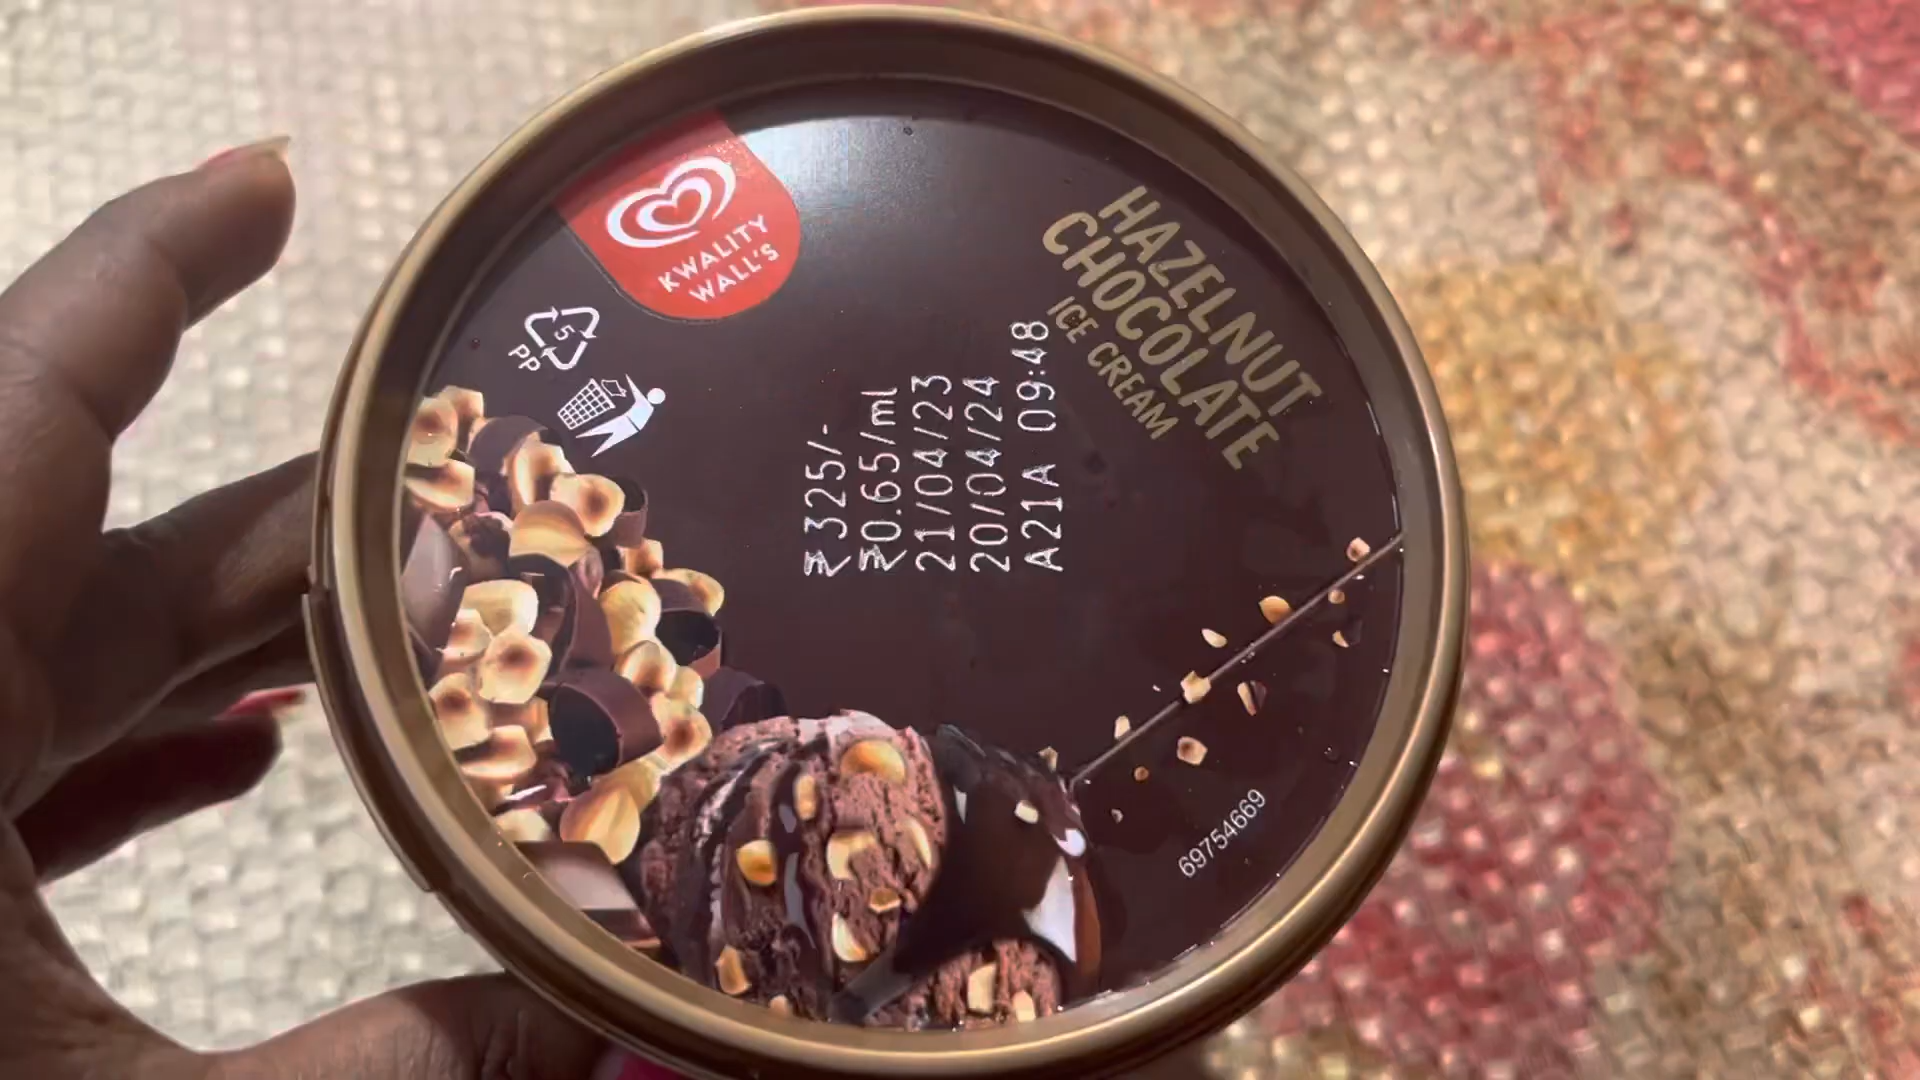 KWALITY
WALL'S
HAZELNUT
CHOCOLATE
ICE CREAM
5
PP
₹325/-
₹0.65/ml
21/04/23
20/04/24
A21A 09:48
69754669